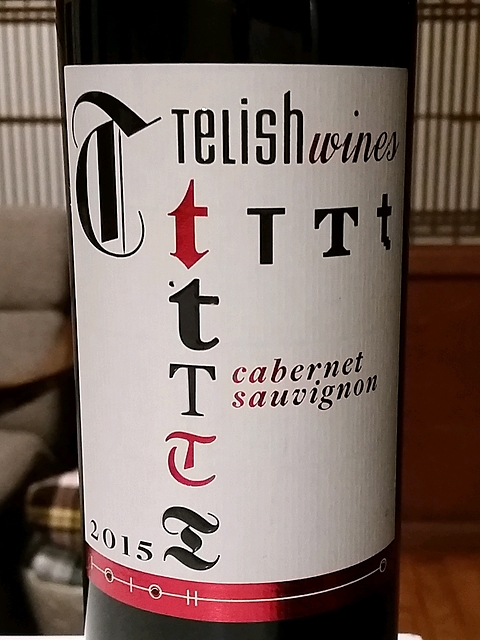 T TELISH wines
t T T t
t
T cabernet
sauvignon
T
2015 T